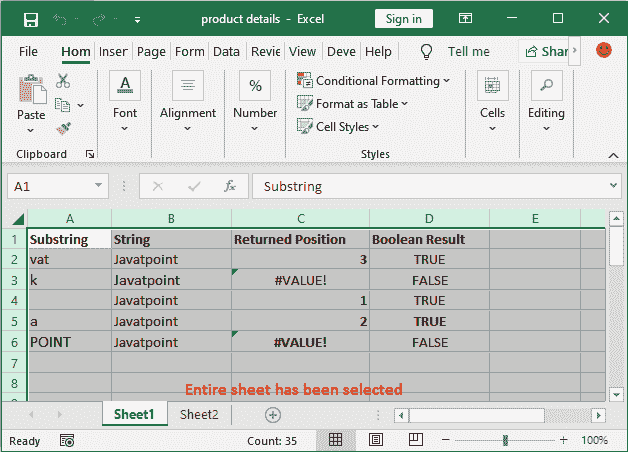 product details - Excel Sign in
File Hom Inser Page Form Data Revie View Deve Help Tell me Shar
Paste Font Alignment Number Conditional Formatting Format as Table Cell Styles Cells Editing
Clipboard Styles
A1 fx Substring
A B C D E
1 Substring String Returned Position Boolean Result
2 vat Javatpoint 3 TRUE
3 k Javatpoint #VALUE! FALSE
4 Javatpoint 1 TRUE
5 a Javatpoint 2 TRUE
6 POINT Javatpoint #VALUE! FALSE
7
8
Entire sheet has been selected
Sheet1 Sheet2
Ready Count: 35 100%